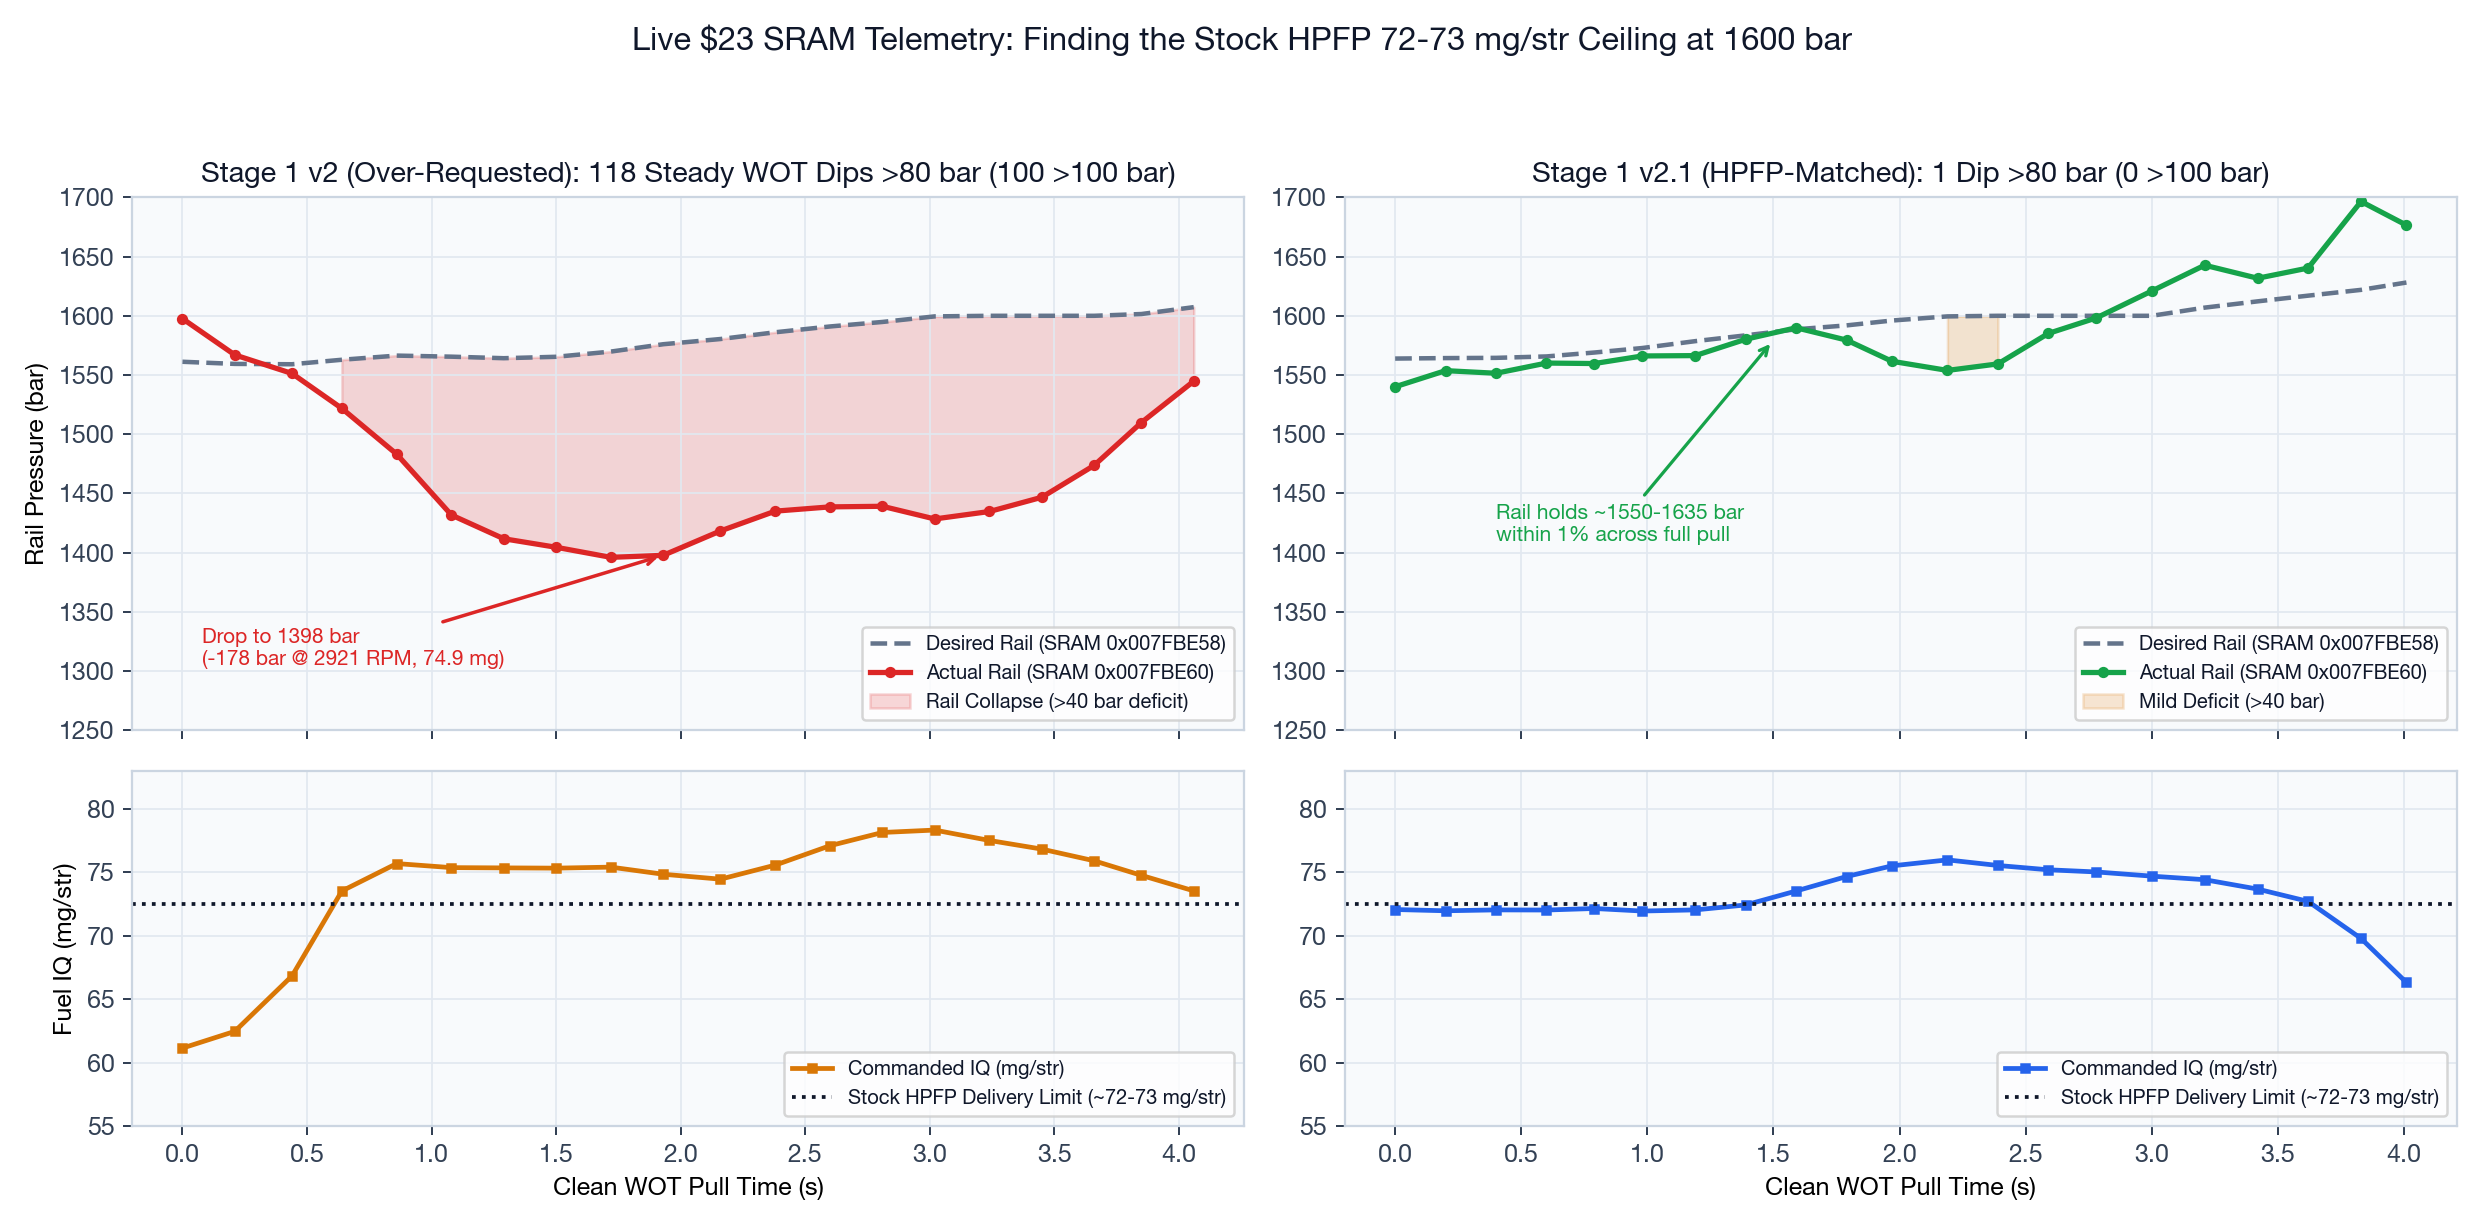 Live $23 SRAM Telemetry: Finding the Stock HPFP 72-73 mg/str Ceiling at 1600 bar
Stage 1 v2 (Over-Requested): 118 Steady WOT Dips >80 bar (100 >100 bar)
1700
1650
1600
1550
1500
1450
1400
1350
1300
1250
Rail Pressure (bar)
Drop to 1398 bar
(-178 bar @ 2921 RPM, 74.9 mg)
Desired Rail (SRAM 0x007FBE58)
Actual Rail (SRAM 0x007FBE60)
Rail Collapse (>40 bar deficit)
Stage 1 v2.1 (HPFP-Matched): 1 Dip >80 bar (0 >100 bar)
1700
1650
1600
1550
1500
1450
1400
1350
1300
1250
Rail holds ~1550-1635 bar
within 1% across full pull
Desired Rail (SRAM 0x007FBE58)
Actual Rail (SRAM 0x007FBE60)
Mild Deficit (>40 bar)
80
75
70
65
60
55
Fuel IQ (mg/str)
Commanded IQ (mg/str)
Stock HPFP Delivery Limit (~72-73 mg/str)
0.0 0.5 1.0 1.5 2.0 2.5 3.0 3.5 4.0
Clean WOT Pull Time (s)
80
75
70
65
60
55
Commanded IQ (mg/str)
Stock HPFP Delivery Limit (~72-73 mg/str)
0.0 0.5 1.0 1.5 2.0 2.5 3.0 3.5 4.0
Clean WOT Pull Time (s)